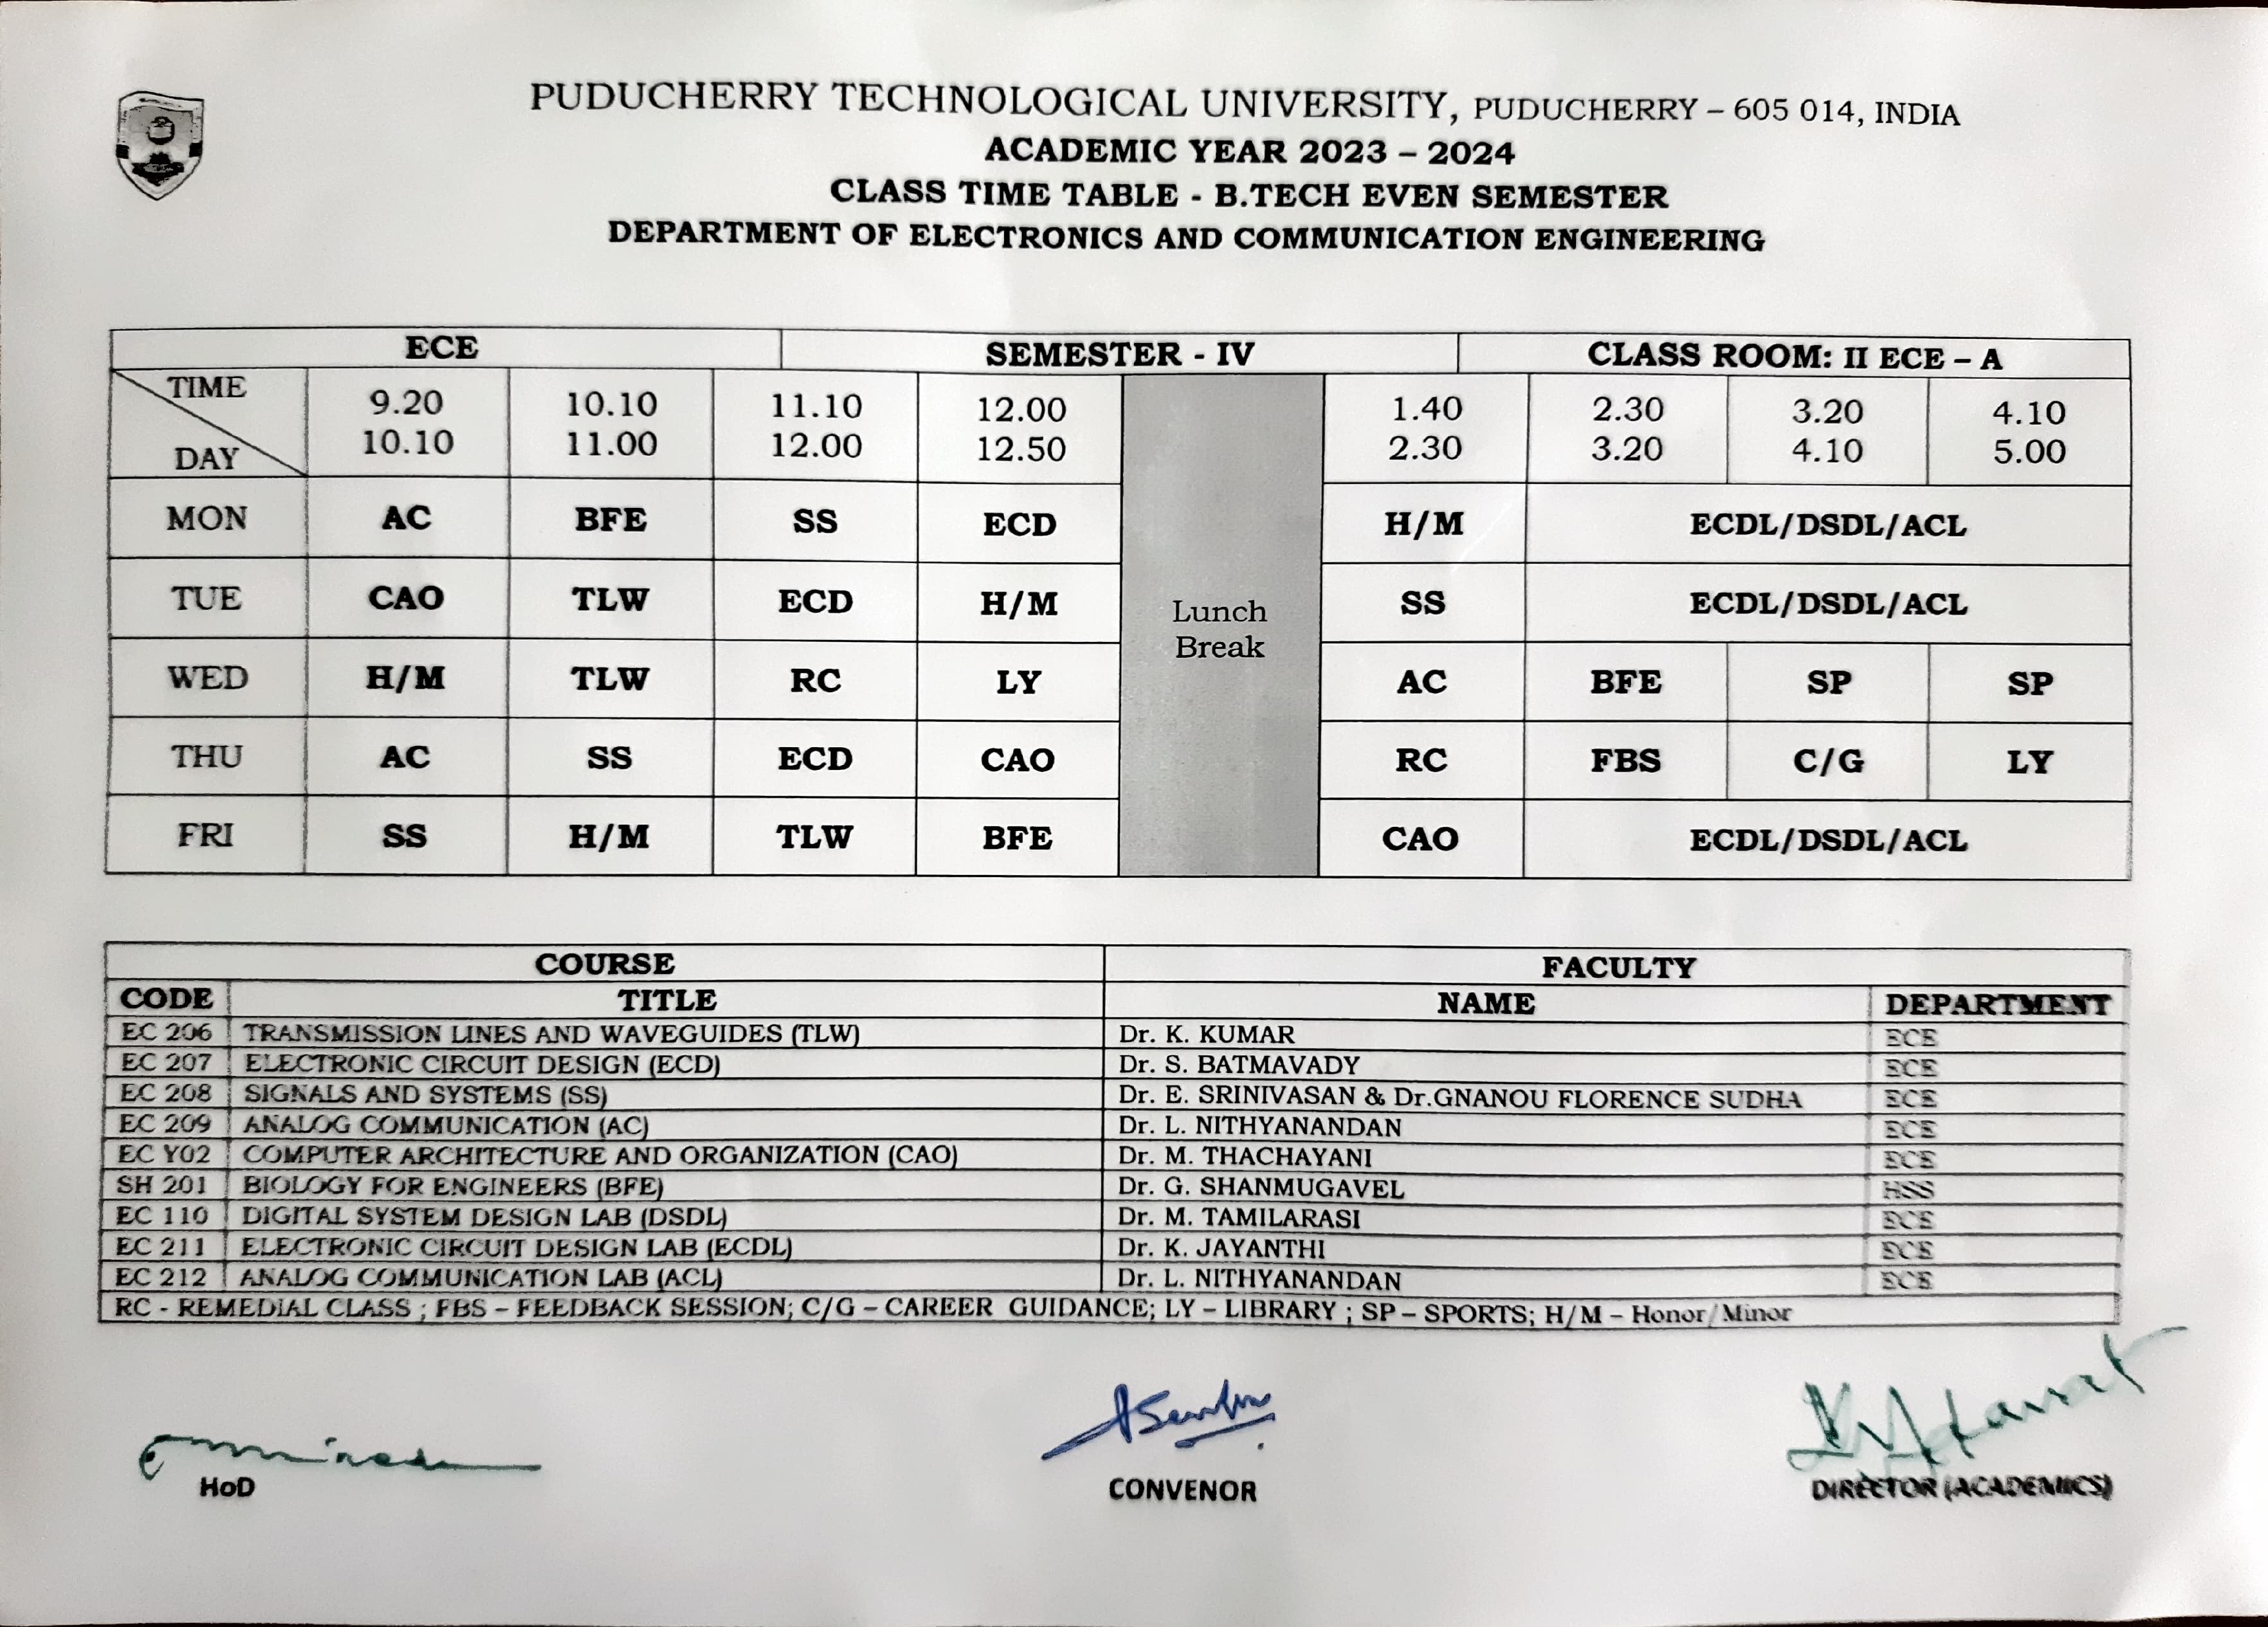 PUDUCHERRY TECHNOLOGICAL UNIVERSITY, PUDUCHERRY – 605 014, INDIA
ACADEMIC YEAR 2023 – 2024
CLASS TIME TABLE - B.TECH EVEN SEMESTER
DEPARTMENT OF ELECTRONICS AND COMMUNICATION ENGINEERING
ECE SEMESTER - IV CLASS ROOM: II ECE – A
TIME 9.20 10.10 11.10 12.00 1.40 2.30 3.20 4.10
DAY 10.10 11.00 12.00 12.50 2.30 3.20 4.10 5.00
MON AC BFE SS ECD H/M ECDL/DSDL/ACL
TUE CAO TLW ECD H/M SS ECDL/DSDL/ACL
Lunch
Break
WED H/M TLW RC LY AC BFE SP SP
THU AC SS ECD CAO RC FBS C/G LY
FRI SS H/M TLW BFE CAO ECDL/DSDL/ACL
COURSE FACULTY
CODE TITLE NAME DEPARTMENT
EC 206 TRANSMISSION LINES AND WAVEGUIDES (TLW) Dr. K. KUMAR ECE
EC 207 ELECTRONIC CIRCUIT DESIGN (ECD) Dr. S. BATMAVADY ECE
EC 208 SIGNALS AND SYSTEMS (SS) Dr. E. SRINIVASAN & Dr.GNANOU FLORENCE SUDHA ECE
EC 209 ANALOG COMMUNICATION (AC) Dr. L. NITHYANANDAN ECE
EC Y02 COMPUTER ARCHITECTURE AND ORGANIZATION (CAO) Dr. M. THACHAYANI ECE
SH 201 BIOLOGY FOR ENGINEERS (BFE) Dr. G. SHANMUGAVEL HSS
EC 110 DIGITAL SYSTEM DESIGN LAB (DSDL) Dr. M. TAMILARASI ECE
EC 211 ELECTRONIC CIRCUIT DESIGN LAB (ECDL) Dr. K. JAYANTHI ECE
EC 212 ANALOG COMMUNICATION LAB (ACL) Dr. L. NITHYANANDAN ECE
RC - REMEDIAL CLASS ; FBS – FEEDBACK SESSION; C/G – CAREER GUIDANCE; LY – LIBRARY ; SP – SPORTS; H/M – Honor/Minor
HoD CONVENOR DIRECTOR (ACADEMICS)